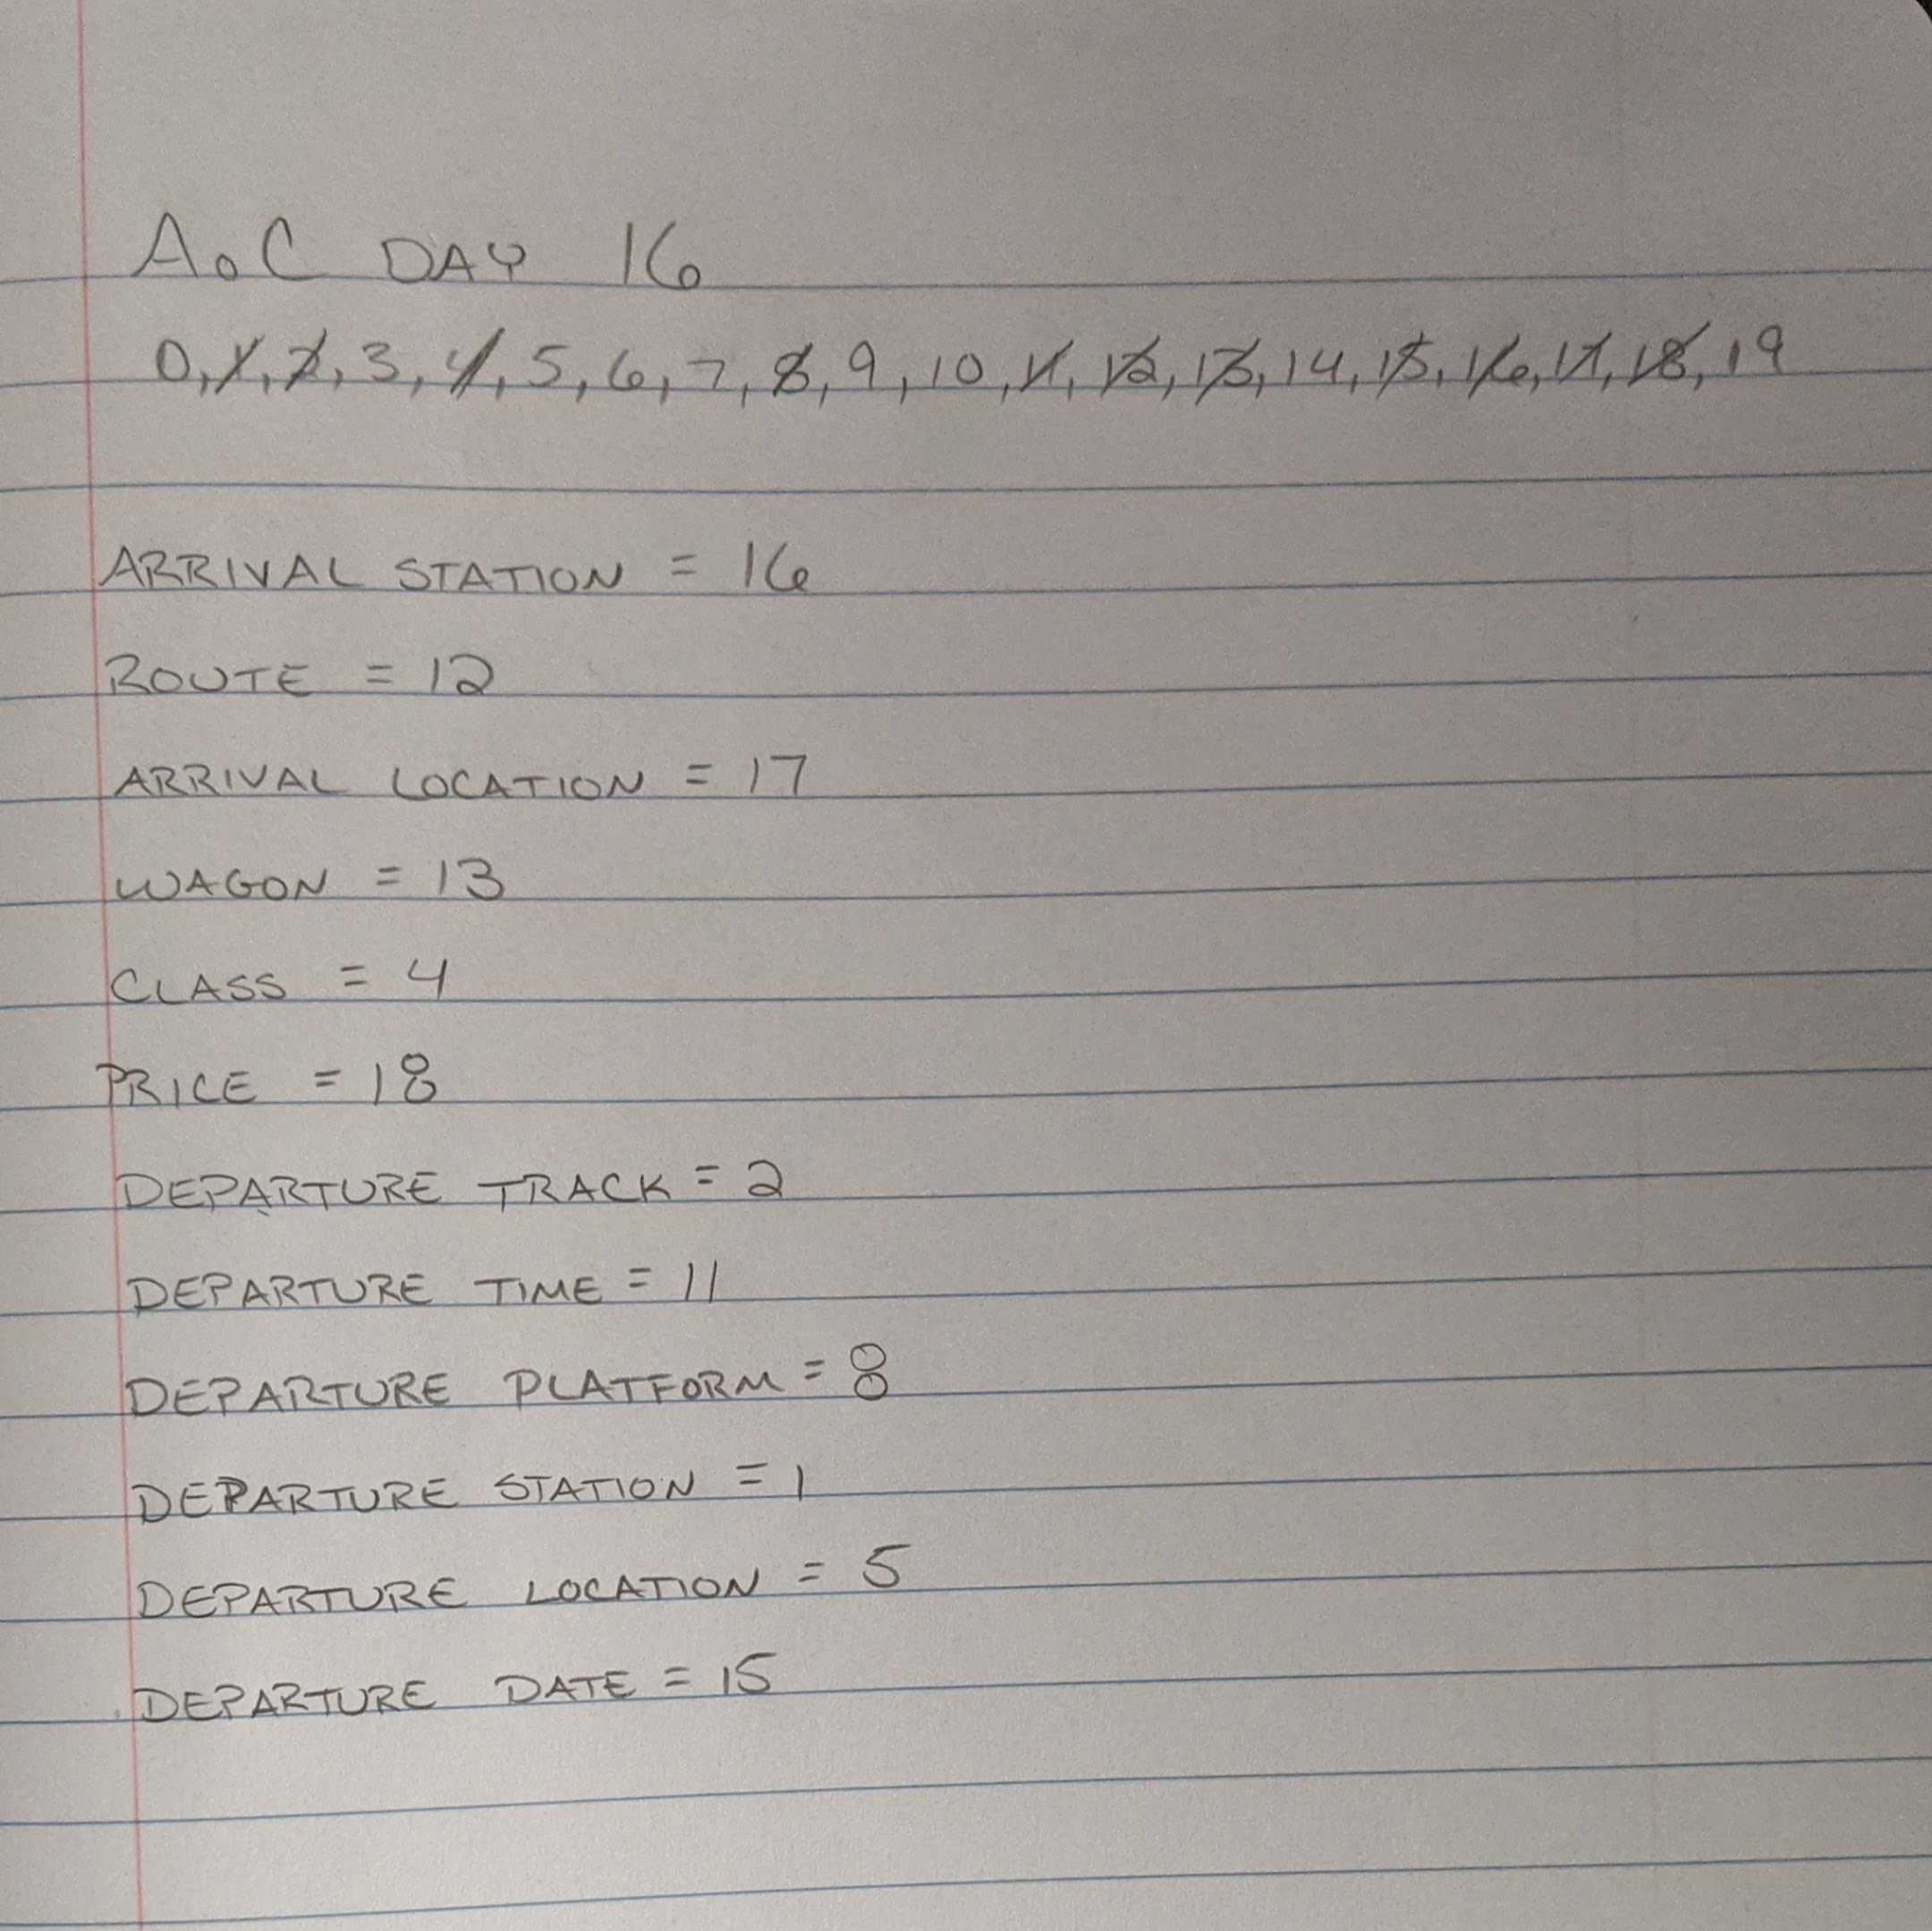 AoC DAY 16
0, 1, 2, 3, 4, 5, 6, 7, 8, 9, 10, 11, 12, 13, 14, 15, 16, 17, 18, 19
ARRIVAL STATION = 16
ROUTE = 12
ARRIVAL LOCATION = 17
WAGON = 13
CLASS = 4
PRICE = 18
DEPARTURE TRACK = 2
DEPARTURE TIME = 11
DEPARTURE PLATFORM = 8
DEPARTURE STATION = 1
DEPARTURE LOCATION = 5
DEPARTURE DATE = 15